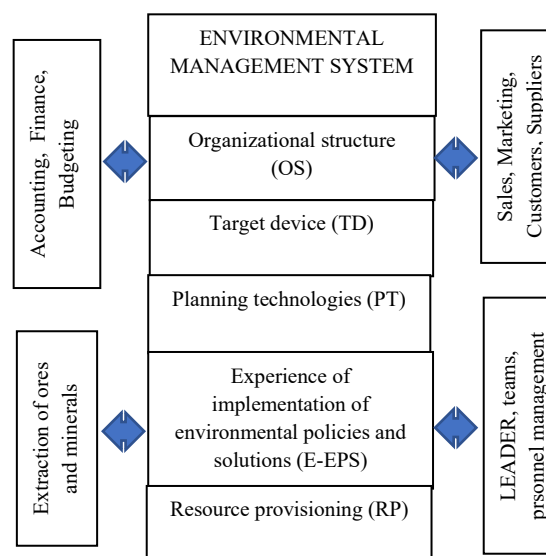 ENVIRONMENTAL
MANAGEMENT SYSTEM
Accounting, Finance,
Budgeting
Organizational structure
(OS)
Sales, Marketing,
Customers, Suppliers
Target device (TD)
Planning technologies (PT)
Extraction of ores
and minerals
Experience of
implementation of
environmental policies and
solutions (E-EPS)
LEADER, teams,
prsonnel management
Resource provisioning (RP)